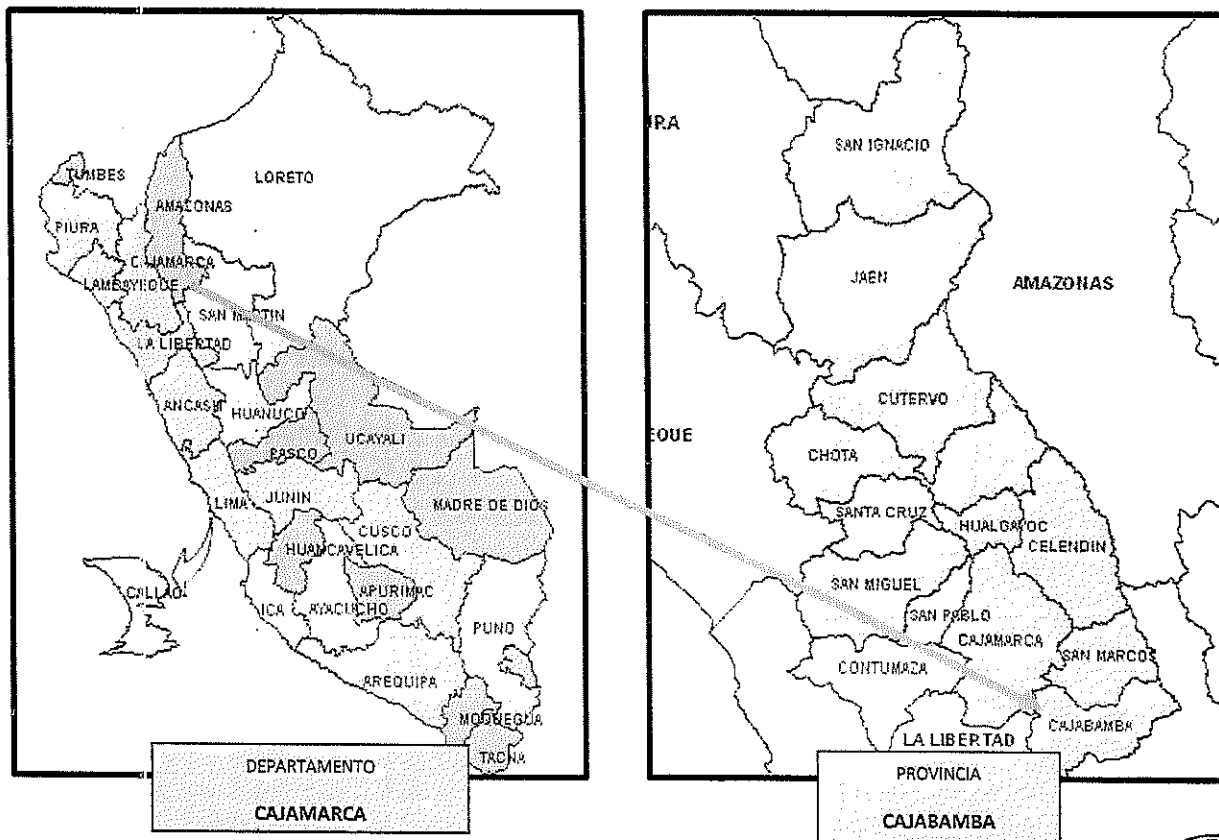 TUMBES
LORETO
AMAZONAS
PIURA
CAJAMARCA
LAMBAYEQUE
SAN MARTIN
LA LIBERTAD
ANCASH
HUANUCO
UCAYALI
PASCO
LIMA
JUNIN
MADRE DE DIOS
CUSCO
HUANCAVELICA
CALLAO
APURIMAC
ICA
AYACUCHO
PUNO
AREQUIPA
MOQUEGUA
TACNA
DEPARTAMENTO
CAJAMARCA
URA
SAN IGNACIO
JAEN
AMAZONAS
CUTERVO
EQUE
CHOTA
SANTA CRUZ
HUALGAYOC
CELENDIN
SAN MIGUEL
SAN PABLO
CAJAMARCA
SAN MARCOS
CONTUMAZA
CAJABAMBA
LA LIBERTAD
PROVINCIA
CAJABAMBA